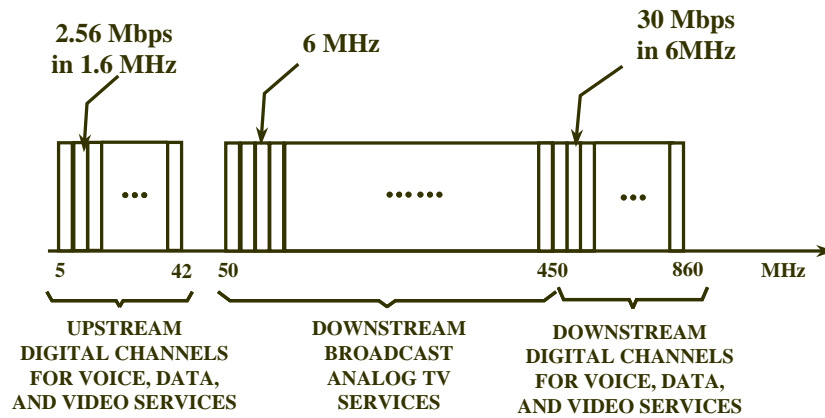 2.56 Mbps
in 1.6 MHz
6 MHz
30 Mbps
in 6MHz
...
......
...
5
42
50
450
860
MHz
UPSTREAM
DIGITAL CHANNELS
FOR VOICE, DATA,
AND VIDEO SERVICES
DOWNSTREAM
BROADCAST
ANALOG TV
SERVICES
DOWNSTREAM
DIGITAL CHANNELS
FOR VOICE, DATA,
AND VIDEO SERVICES